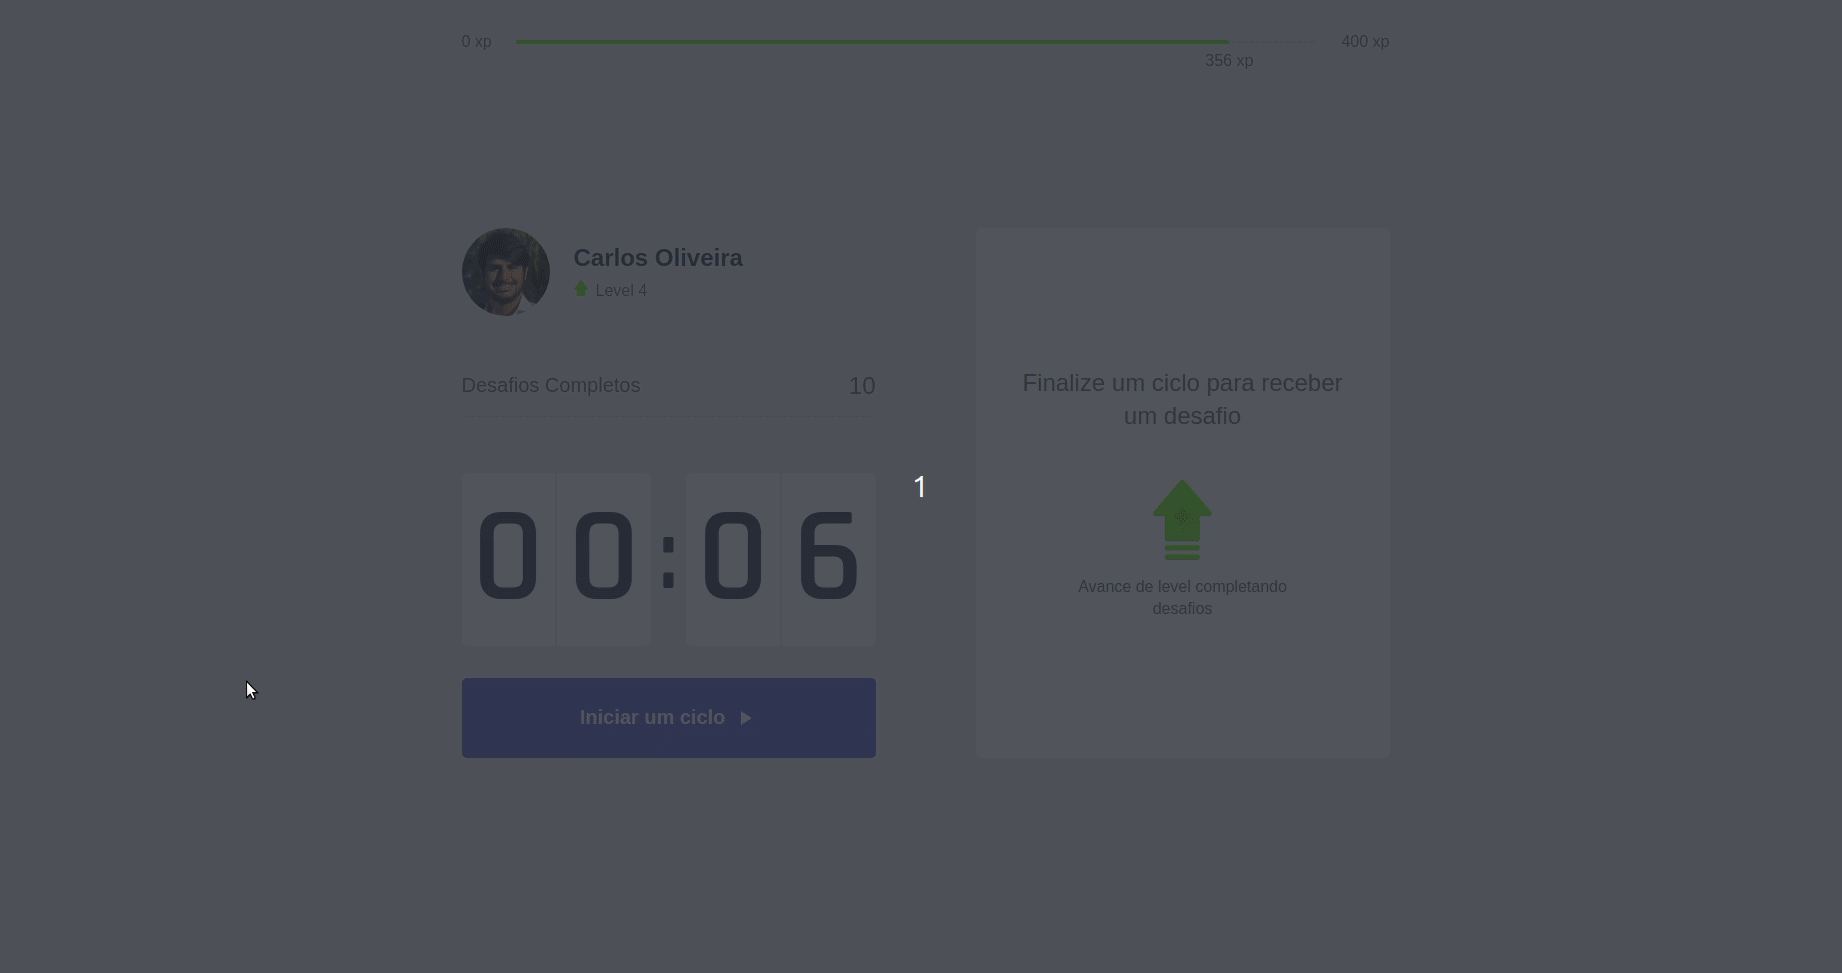 0 xp
400 xp
356 xp
Carlos Oliveira
Level 4
Desafios Completos
10
00:06
Iniciar um ciclo
1
Finalize um ciclo para receber
um desafio
Avance de level completando
desafios